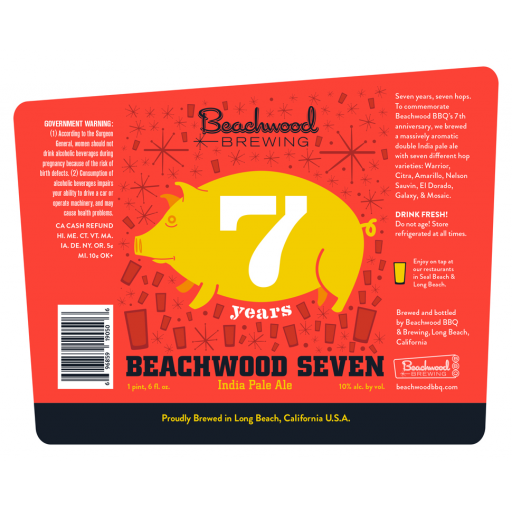 GOVERNMENT WARNING:
(1) According to the Surgeon
General, women should not
drink alcoholic beverages during
pregnancy because of the risk of
birth defects. (2) Consumption of
alcoholic beverages impairs
your ability to drive a car or
operate machinery, and may
cause health problems.
CA CASH REFUND
HI. ME. CT. VT. MA.
IA. DE. NY. OR. 5¢
MI. 10¢ OK+
6 96859 19050 6
Beachwood
BREWING
7
years
BEACHWOOD SEVEN
1 pint, 6 fl. oz.
India Pale Ale
10% alc. by vol.
Seven years, seven hops.
To commemorate
Beachwood BBQ's 7th
anniversary, we brewed
a massively aromatic
double India pale ale
with seven different hop
varieties: Warrior,
Citra, Amarillo, Nelson
Sauvin, El Dorado,
Galaxy, & Mosaic.
DRINK FRESH!
Do not age! Store
refrigerated at all times.
Enjoy on tap at
our restaurants
in Seal Beach &
Long Beach.
Brewed and bottled
by Beachwood BBQ
& Brewing, Long Beach,
California
Beachwood
BREWING
beachwoodbbq.com
Proudly Brewed in Long Beach, California U.S.A.